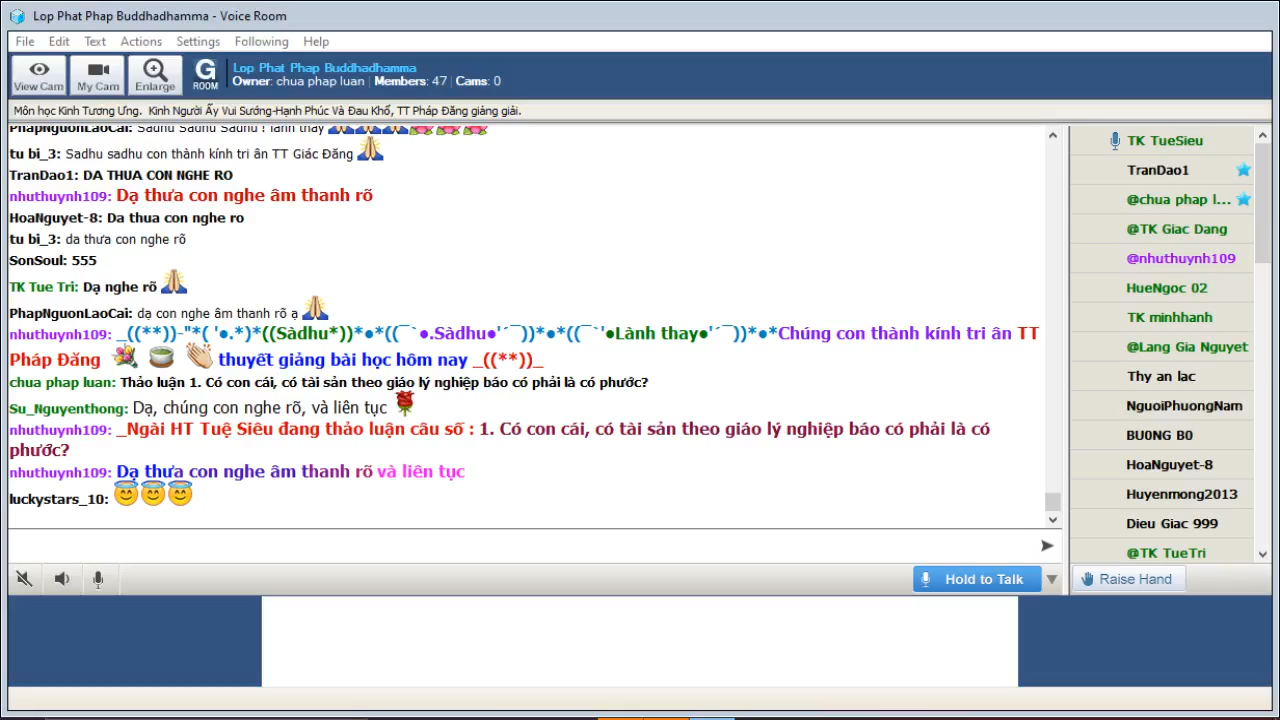 Lop Phat Phap Buddhadhamma - Voice Room
File Edit Text Actions Settings Following Help
View Cam My Cam Enlarge G ROOM
Lop Phat Phap Buddhadhamma
Owner: chua phap luan | Members: 47 | Cams: 0
Môn học Kinh Tương Ưng. Kinh Người Ấy Vui Sướng-Hạnh Phúc Và Đau Khổ, TT Pháp Đăng giảng giải.
PhapNguonLaoCai: Sadhu Sadhu Sadhu ! lành thay
tu bi_3: Sadhu sadhu con thành kính tri ân TT Giác Đăng
TranDao1: DA THUA CON NGHE RO
nhuthuynh109: Dạ thưa con nghe âm thanh rõ
HoaNguyet-8: Da thua con nghe ro
tu bi_3: da thưa con nghe rõ
SonSoul: 555
TK Tue Tri: Dạ nghe rõ
PhapNguonLaoCai: dạ con nghe âm thanh rõ ạ
nhuthuynh109: _((**))-"*( '●.*)*((Sàdhu*))*●*((¯`●.Sàdhu●'´¯))*●*((¯`'●Lành thay●'´¯))*●*Chúng con thành kính tri ân TT
Pháp Đăng thuyết giảng bài học hôm nay _((**))_
chua phap luan: Thảo luận 1. Có con cái, có tài sản theo giáo lý nghiệp báo có phải là có phước?
Su_Nguyenthong: Dạ, chúng con nghe rõ, và liên tục
nhuthuynh109: _Ngài HT Tuệ Siêu đang thảo luận câu số : 1. Có con cái, có tài sản theo giáo lý nghiệp báo có phải là có
phước?
nhuthuynh109: Dạ thưa con nghe âm thanh rõ và liên tục
luckystars_10:
Hold to Talk
TK TueSieu
TranDao1
@chua phap l...
@TK Giac Dang
@nhuthuynh109
HueNgoc 02
TK minhhanh
@Lang Gia Nguyet
Thy an lac
NguoiPhuongNam
BU0NG B0
HoaNguyet-8
Huyenmong2013
Dieu Giac 999
@TK TueTri
Raise Hand